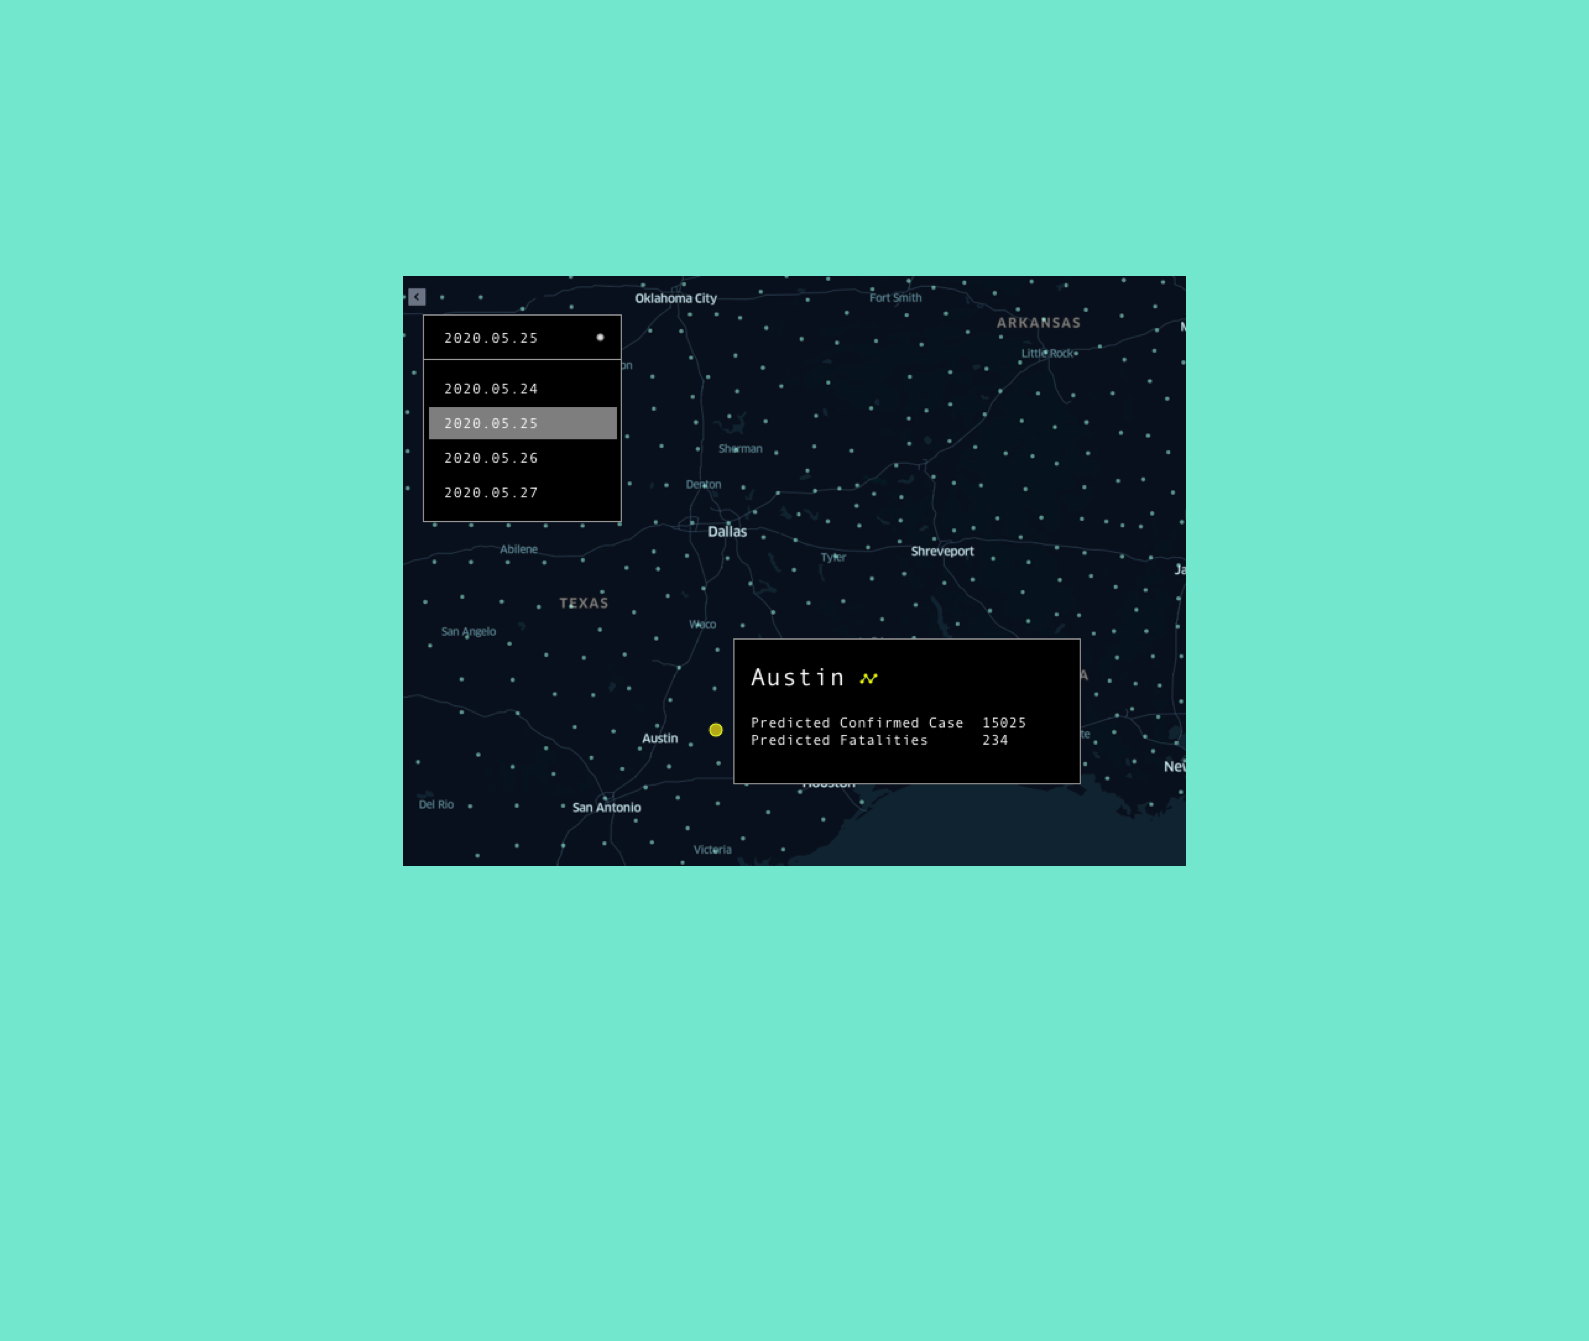 Oklahoma City
Fort Smith
ARKANSAS
Little Rock
2020.05.25
2020.05.24
2020.05.25
2020.05.26
2020.05.27
Sherman
Denton
Dallas
Abilene
Tyler
Shreveport
TEXAS
San Angelo
Waco
Austin
Predicted Confirmed Case 15025
Predicted Fatalities 234
Austin
Houston
Del Rio
San Antonio
Victoria